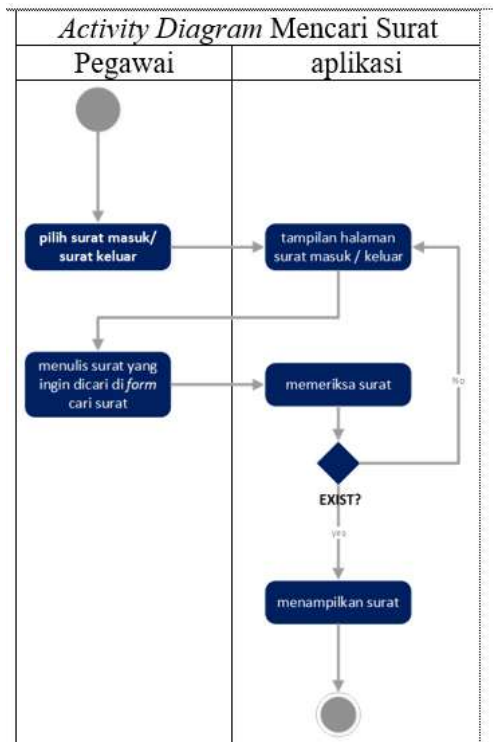 Activity Diagram Mencari Surat
Pegawai
aplikasi
pilih surat masuk/
surat keluar
tampilan halaman
surat masuk / keluar
menulis surat yang
ingin dicari di form
cari surat
memeriksa surat
No
EXIST?
yes
menampilkan surat